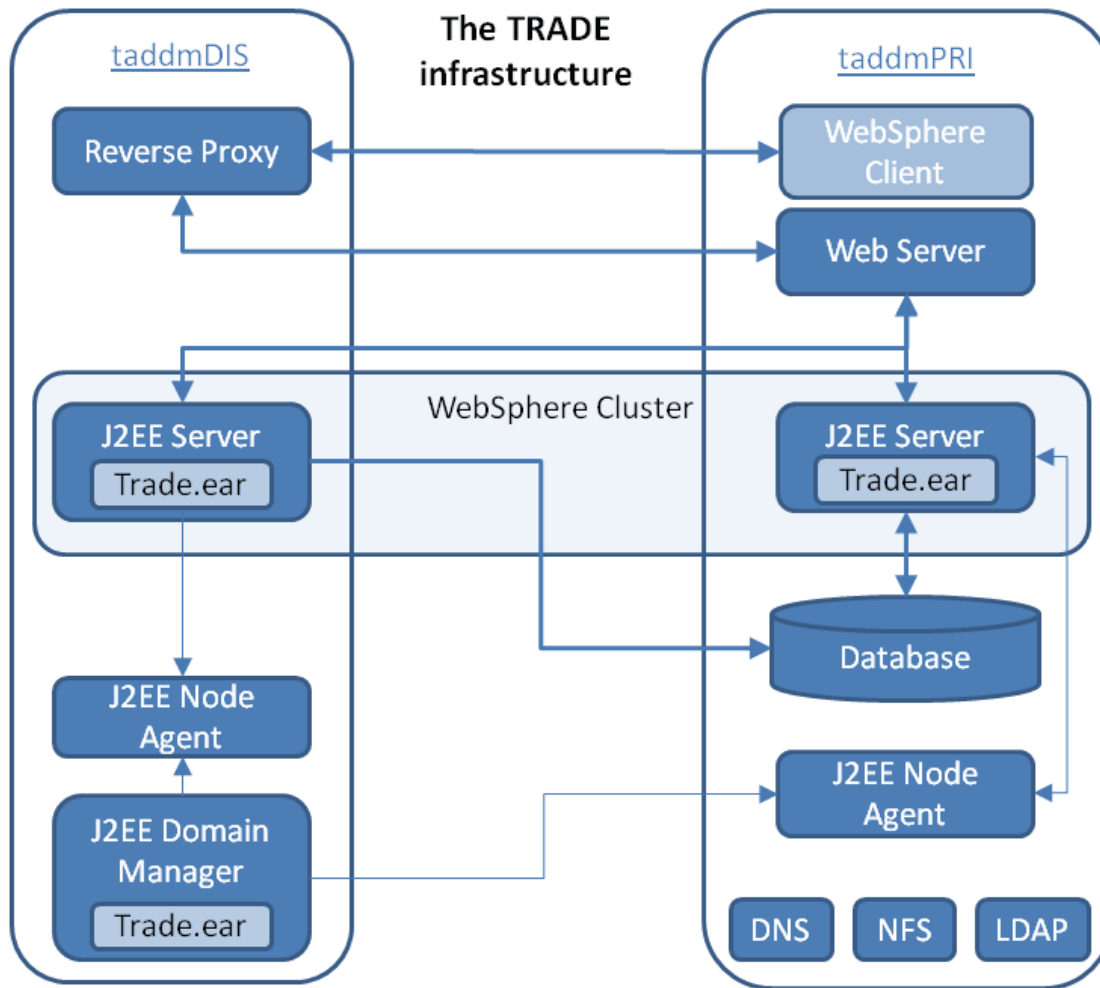 The TRADE
infrastructure
taddmDIS
taddmPRI
Reverse Proxy
WebSphere
Client
Web Server
WebSphere Cluster
J2EE Server
Trade.ear
J2EE Server
Trade.ear
Database
J2EE Node
Agent
J2EE Node
Agent
J2EE Domain
Manager
Trade.ear
DNS
NFS
LDAP